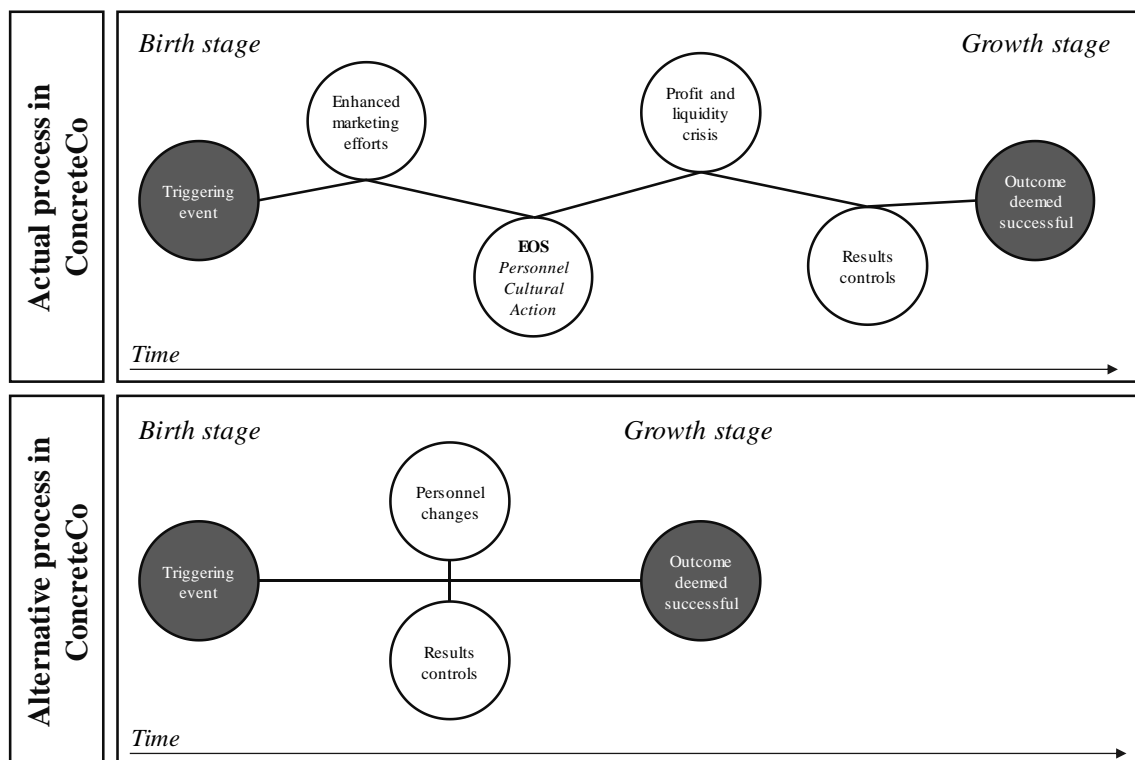 Actual process in
ConcreteCo
Birth stage
Growth stage
Enhanced
marketing
efforts
Profit and
liquidity
crisis
Triggering
event
Outcome
deemed
successful
EOS
Personnel
Cultural
Action
Results
controls
Time
Alternative process in
ConcreteCo
Birth stage
Growth stage
Personnel
changes
Triggering
event
Outcome
deemed
successful
Results
controls
Time